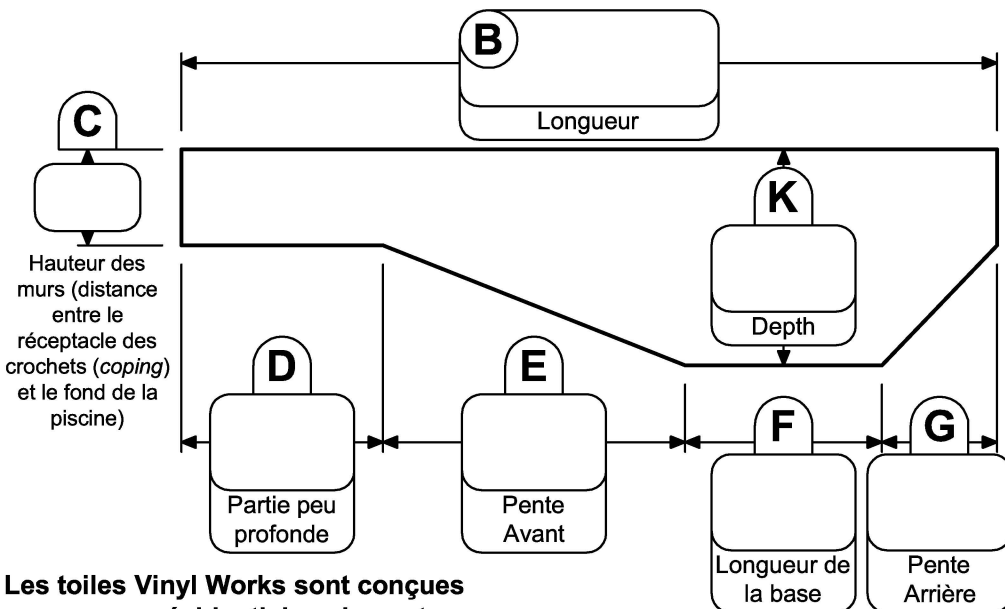 B
Longueur
C
Hauteur des
murs (distance
entre le
réceptacle des
crochets (coping)
et le fond de la
piscine)
K
Depth
D
Partie peu
profonde
E
Pente
Avant
F
Longueur de
la base
G
Pente
Arrière
Les toiles Vinyl Works sont conçues